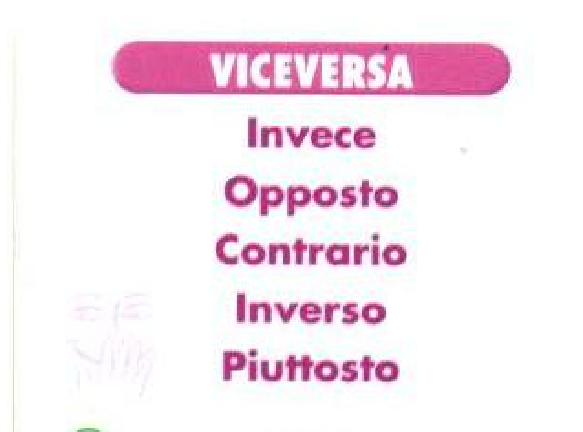 VICEVERSA
Invece
Opposto
Contrario
Inverso
Piuttosto